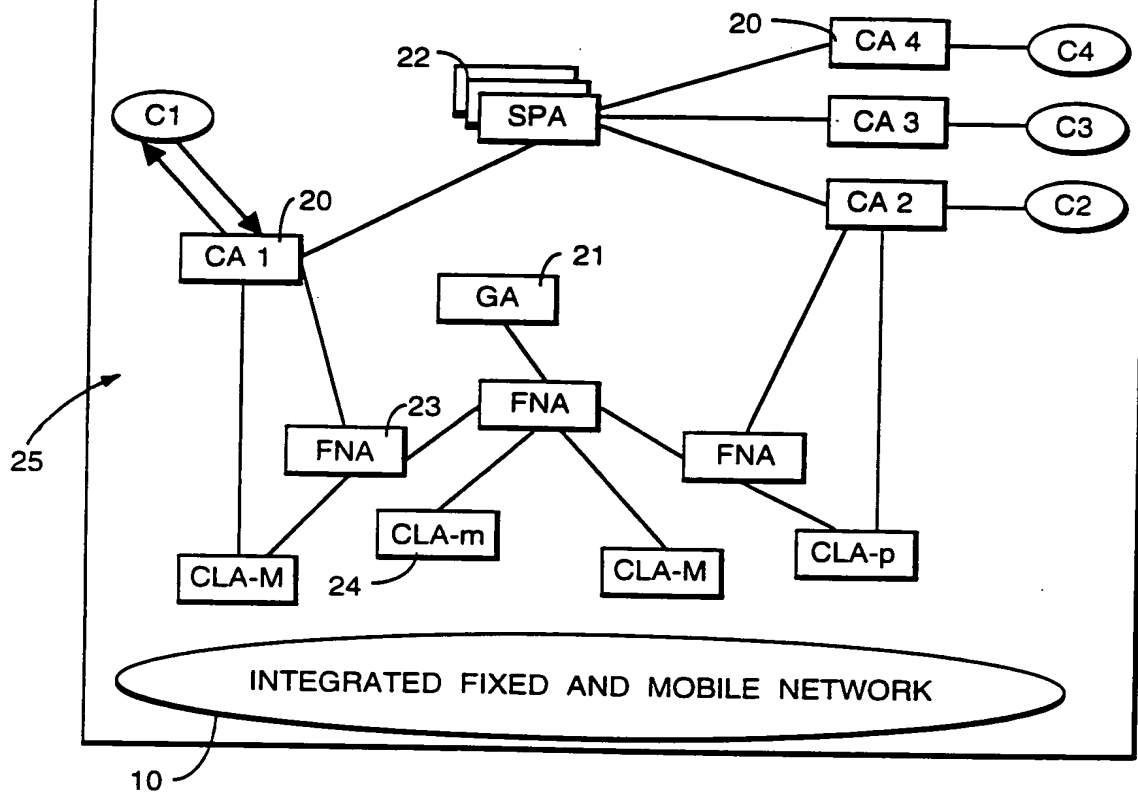 20
CA 4
C4
22
SPA
C1
CA 3
C3
20
CA 2
C2
CA 1
21
GA
FNA
23
FNA
FNA
25
CLA-m
CLA-p
CLA-M
24
CLA-M
INTEGRATED FIXED AND MOBILE NETWORK
10